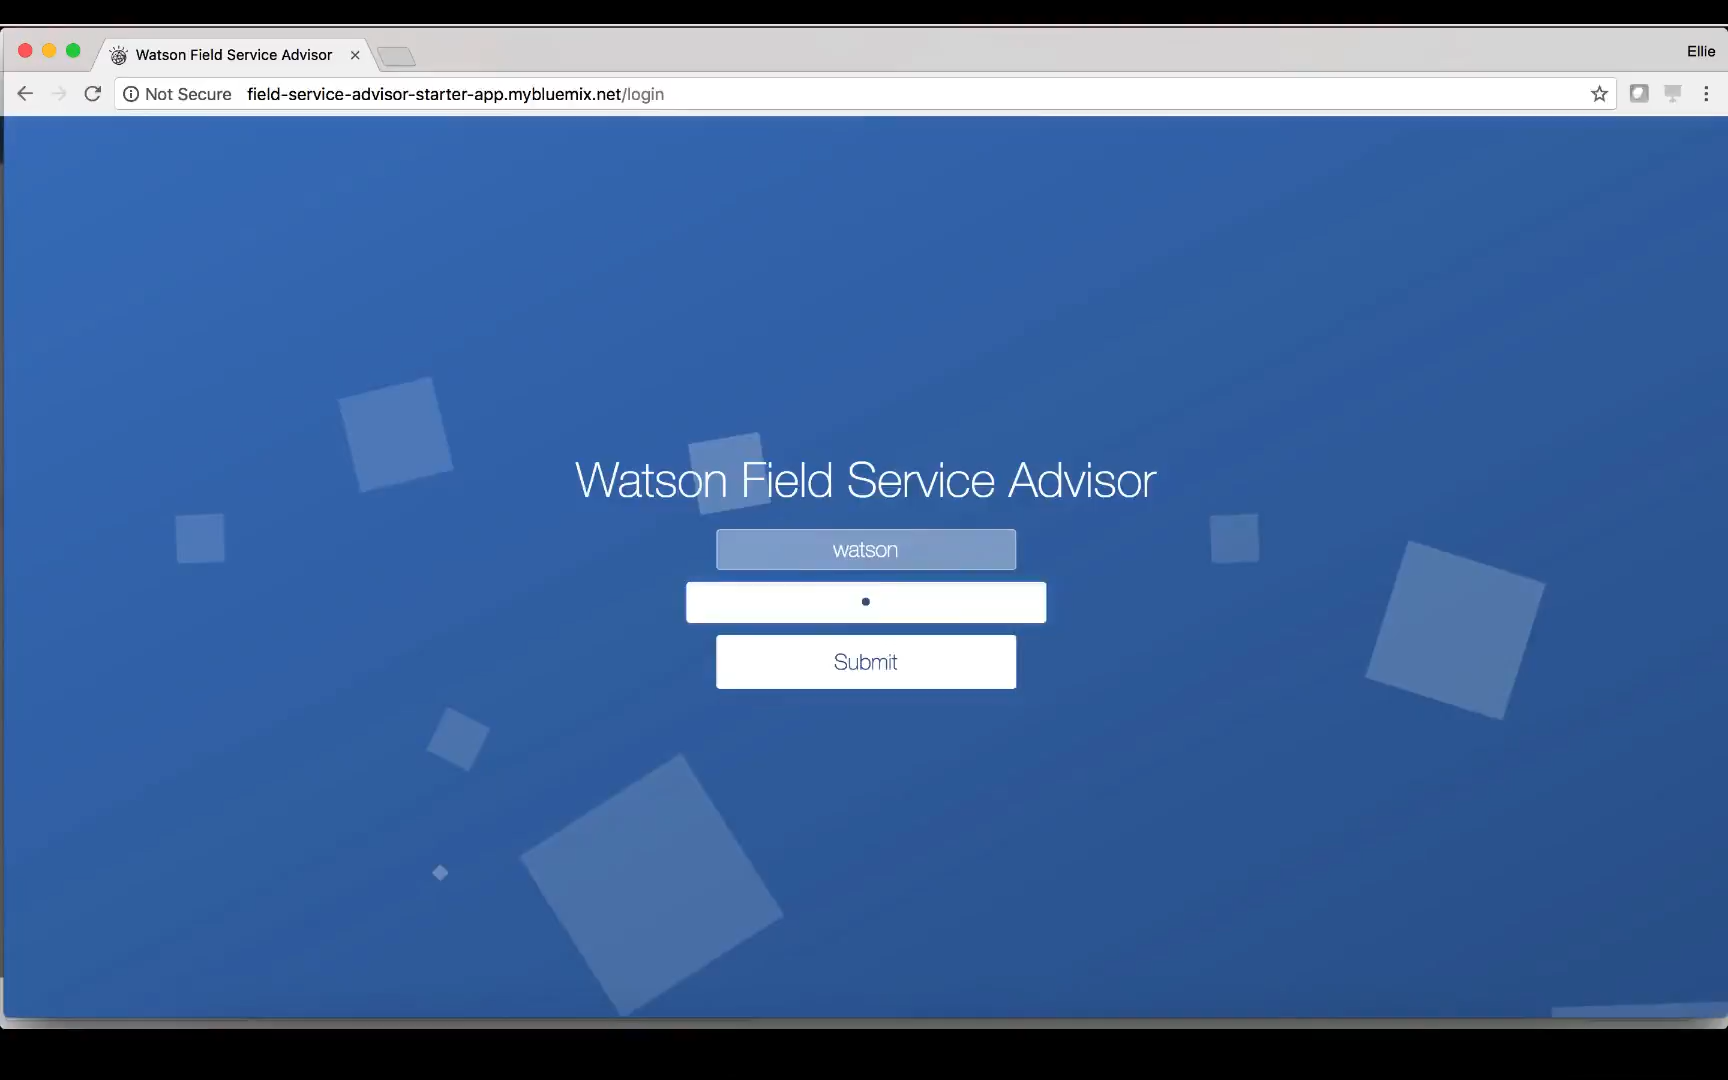 Watson Field Service Advisor
Ellie
Not Secure field-service-advisor-starter-app.mybluemix.net/login
Watson Field Service Advisor
watson
Submit